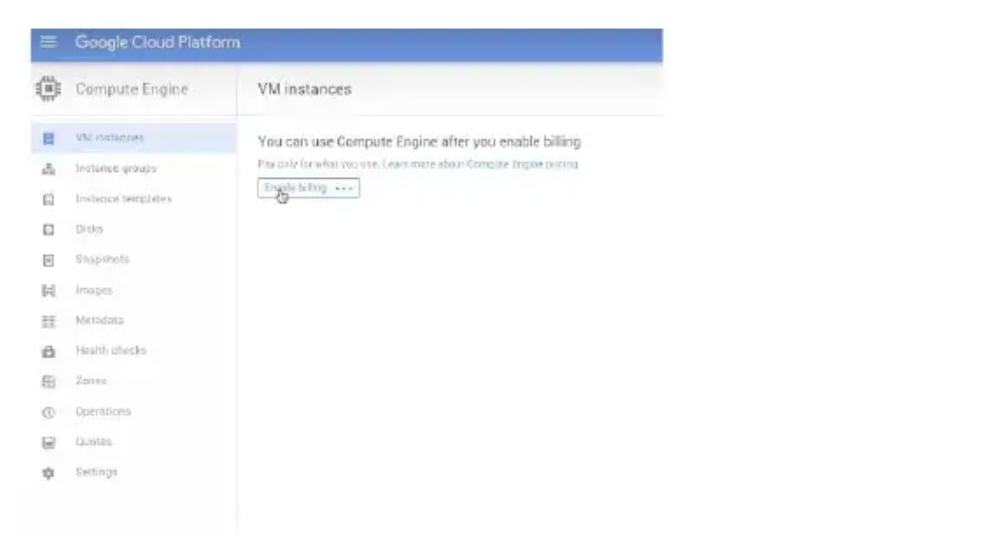 Google Cloud Platform
Compute Engine
VM instances
VM instances
Instance groups
Instance templates
Disks
Snapshots
Images
Metadata
Health checks
Zones
Operations
Quotas
Settings
You can use Compute Engine after you enable billing
Pay only for what you use. Learn more about Compute Engine pricing
Enable billing